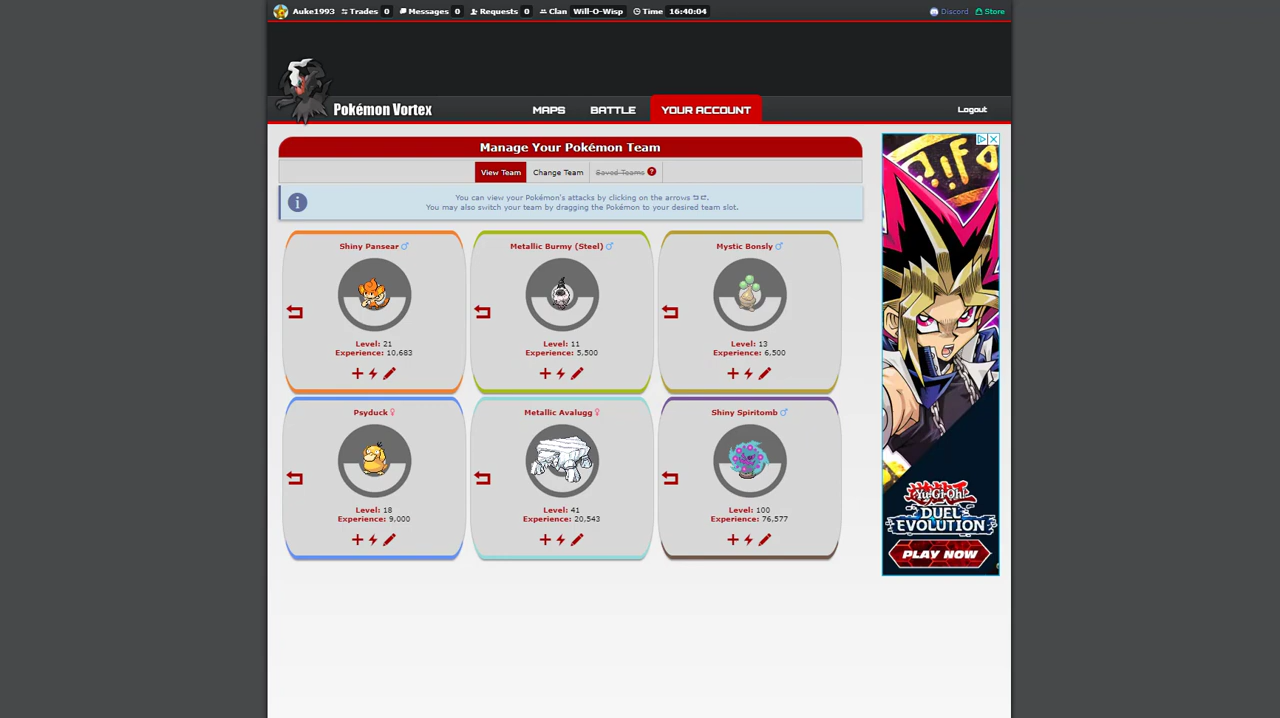 Auke1993 Trades 0 Messages 0 Requests 0 Clan Will-O-Wisp Time 16:40:04 Discord Store
Pokémon Vortex MAPS BATTLE YOUR ACCOUNT Logout
Manage Your Pokémon Team
View Team Change Team Saved Teams ?
You can view your Pokémon's attacks by clicking on the arrows.
You may also switch your team by dragging the Pokémon to your desired team slot.
Shiny Pansear ♂
Level: 21
Experience: 10,683
Metallic Burmy (Steel) ♂
Level: 11
Experience: 5,500
Mystic Bonsly ♂
Level: 13
Experience: 6,500
Psyduck ♀
Level: 18
Experience: 9,000
Metallic Avalugg ♀
Level: 41
Experience: 20,543
Shiny Spiritomb ♂
Level: 100
Experience: 76,577
Yu-Gi-Oh!
DUEL
EVOLUTION
PLAY NOW